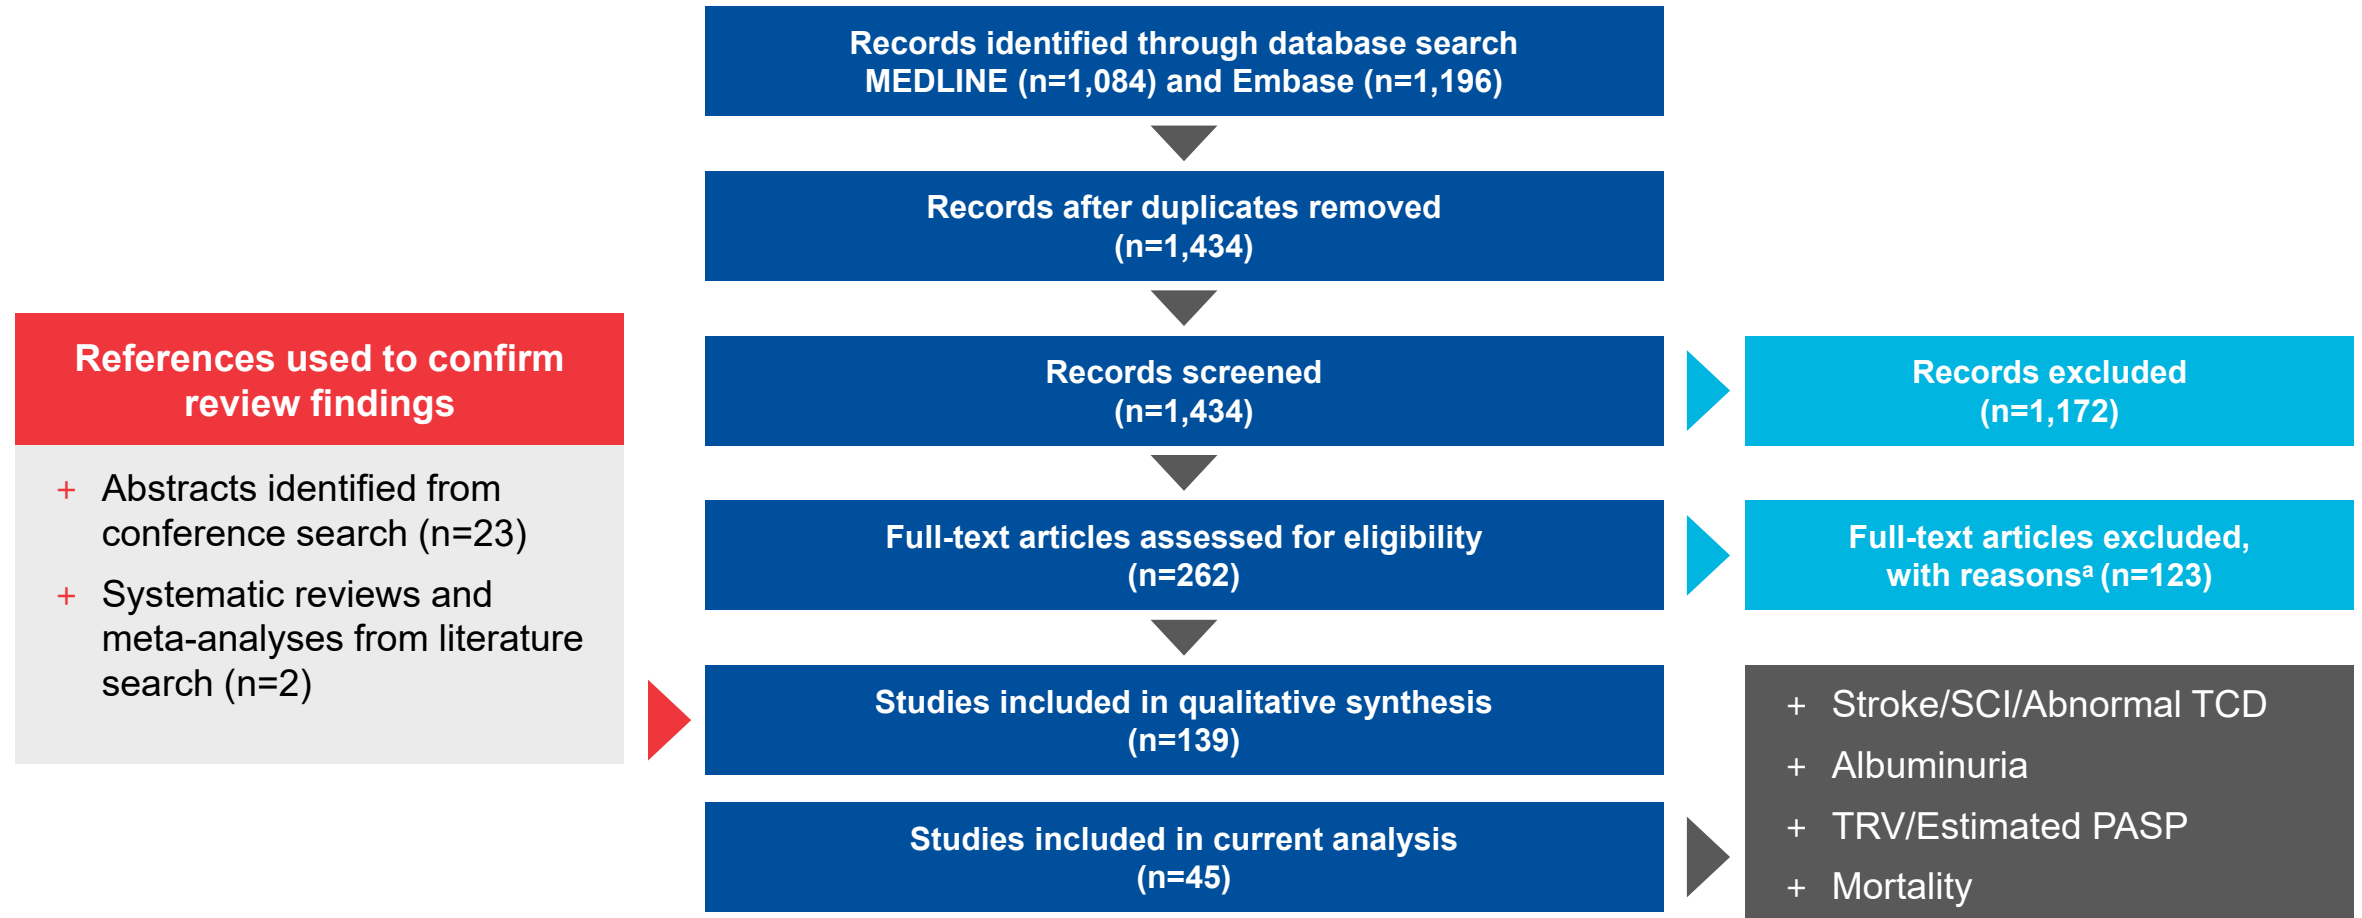 Records identified through database search
MEDLINE (n=1,084) and Embase (n=1,196)
Records after duplicates removed
(n=1,434)
Records screened
(n=1,434)
Records excluded
(n=1,172)
Full-text articles assessed for eligibility
(n=262)
Full-text articles excluded,
with reasonsᵃ (n=123)
References used to confirm
review findings
+ Abstracts identified from
conference search (n=23)
+ Systematic reviews and
meta-analyses from literature
search (n=2)
Studies included in qualitative synthesis
(n=139)
Studies included in current analysis
(n=45)
+ Stroke/SCI/Abnormal TCD
+ Albuminuria
+ TRV/Estimated PASP
+ Mortality